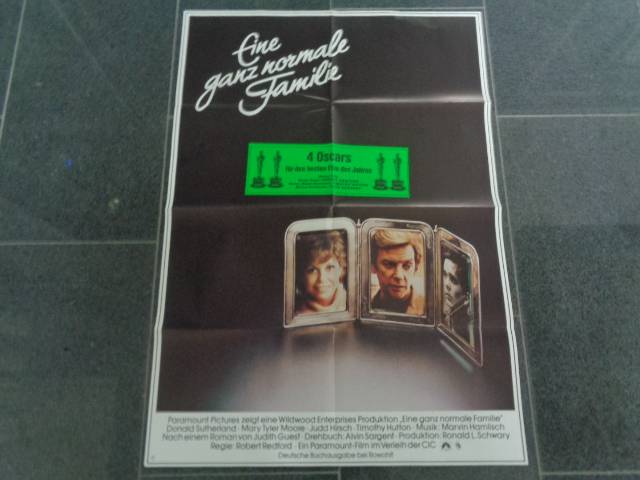 Eine
ganz normale
Familie
4 Oscars
für den besten Film des Jahres
Paramount Pictures zeigt eine Wildwood Enterprises Produktion „Eine ganz normale Familie"
Donald Sutherland · Mary Tyler Moore · Judd Hirsch · Timothy Hutton · Musik: Marvin Hamlisch
Nach einem Roman von Judith Guest · Drehbuch: Alvin Sargent · Produktion: Ronald L. Schwary
Regie: Robert Redford · Ein Paramount-Film im Verleih der CIC
Deutsche Buchausgabe bei Rowohlt